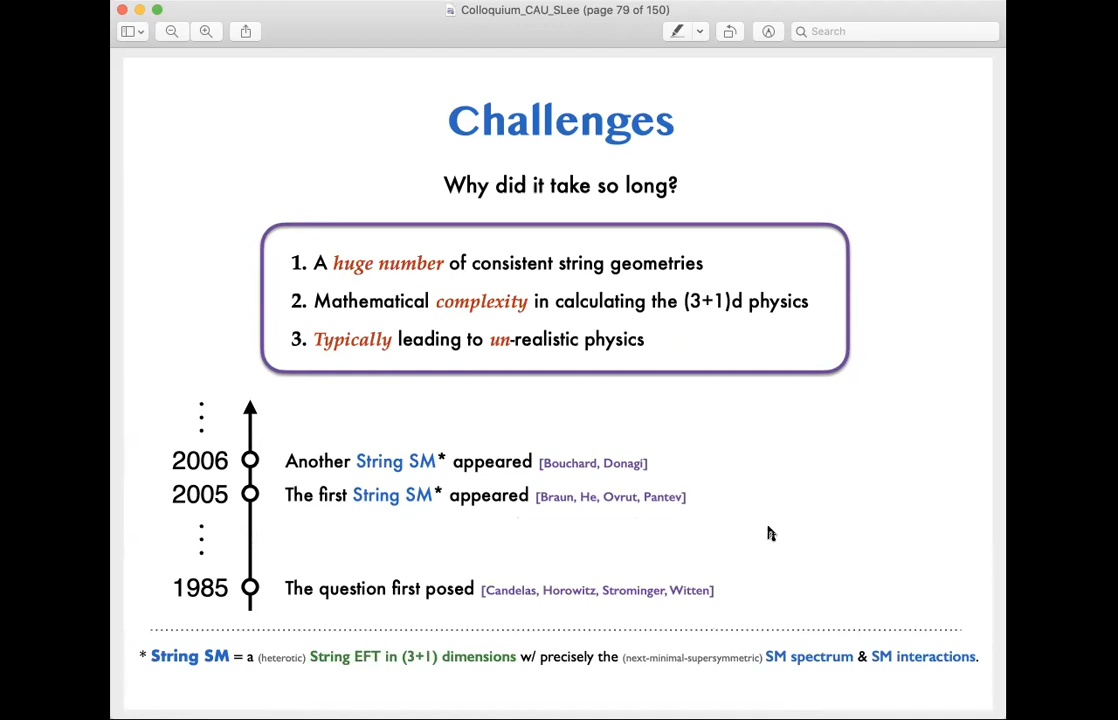 Colloquium_CAU_SLee (page 79 of 150)
Search
Challenges
Why did it take so long?
1. A huge number of consistent string geometries
2. Mathematical complexity in calculating the (3+1)d physics
3. Typically leading to un-realistic physics
2006 Another String SM* appeared [Bouchard, Donagi]
2005 The first String SM* appeared [Braun, He, Ovrut, Pantev]
1985 The question first posed [Candelas, Horowitz, Strominger, Witten]
* String SM = a (heterotic) String EFT in (3+1) dimensions w/ precisely the (next-minimal-supersymmetric) SM spectrum & SM interactions.